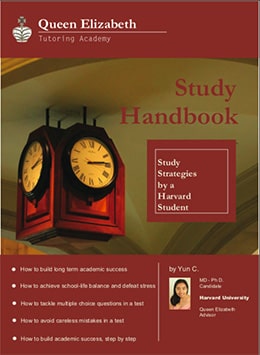 Queen Elizabeth
Tutoring Academy
Study
Handbook
Study
Strategies
by a
Harvard
Student
How to build long term academic success
How to achieve school-life balance and defeat stress
How to tackle multiple choice questions in a test
How to avoid careless mistakes in a test
How to build academic success, step by step
by Yun C.
MD - Ph.D.
Candidate
Harvard University
Queen Elizabeth
Advisor